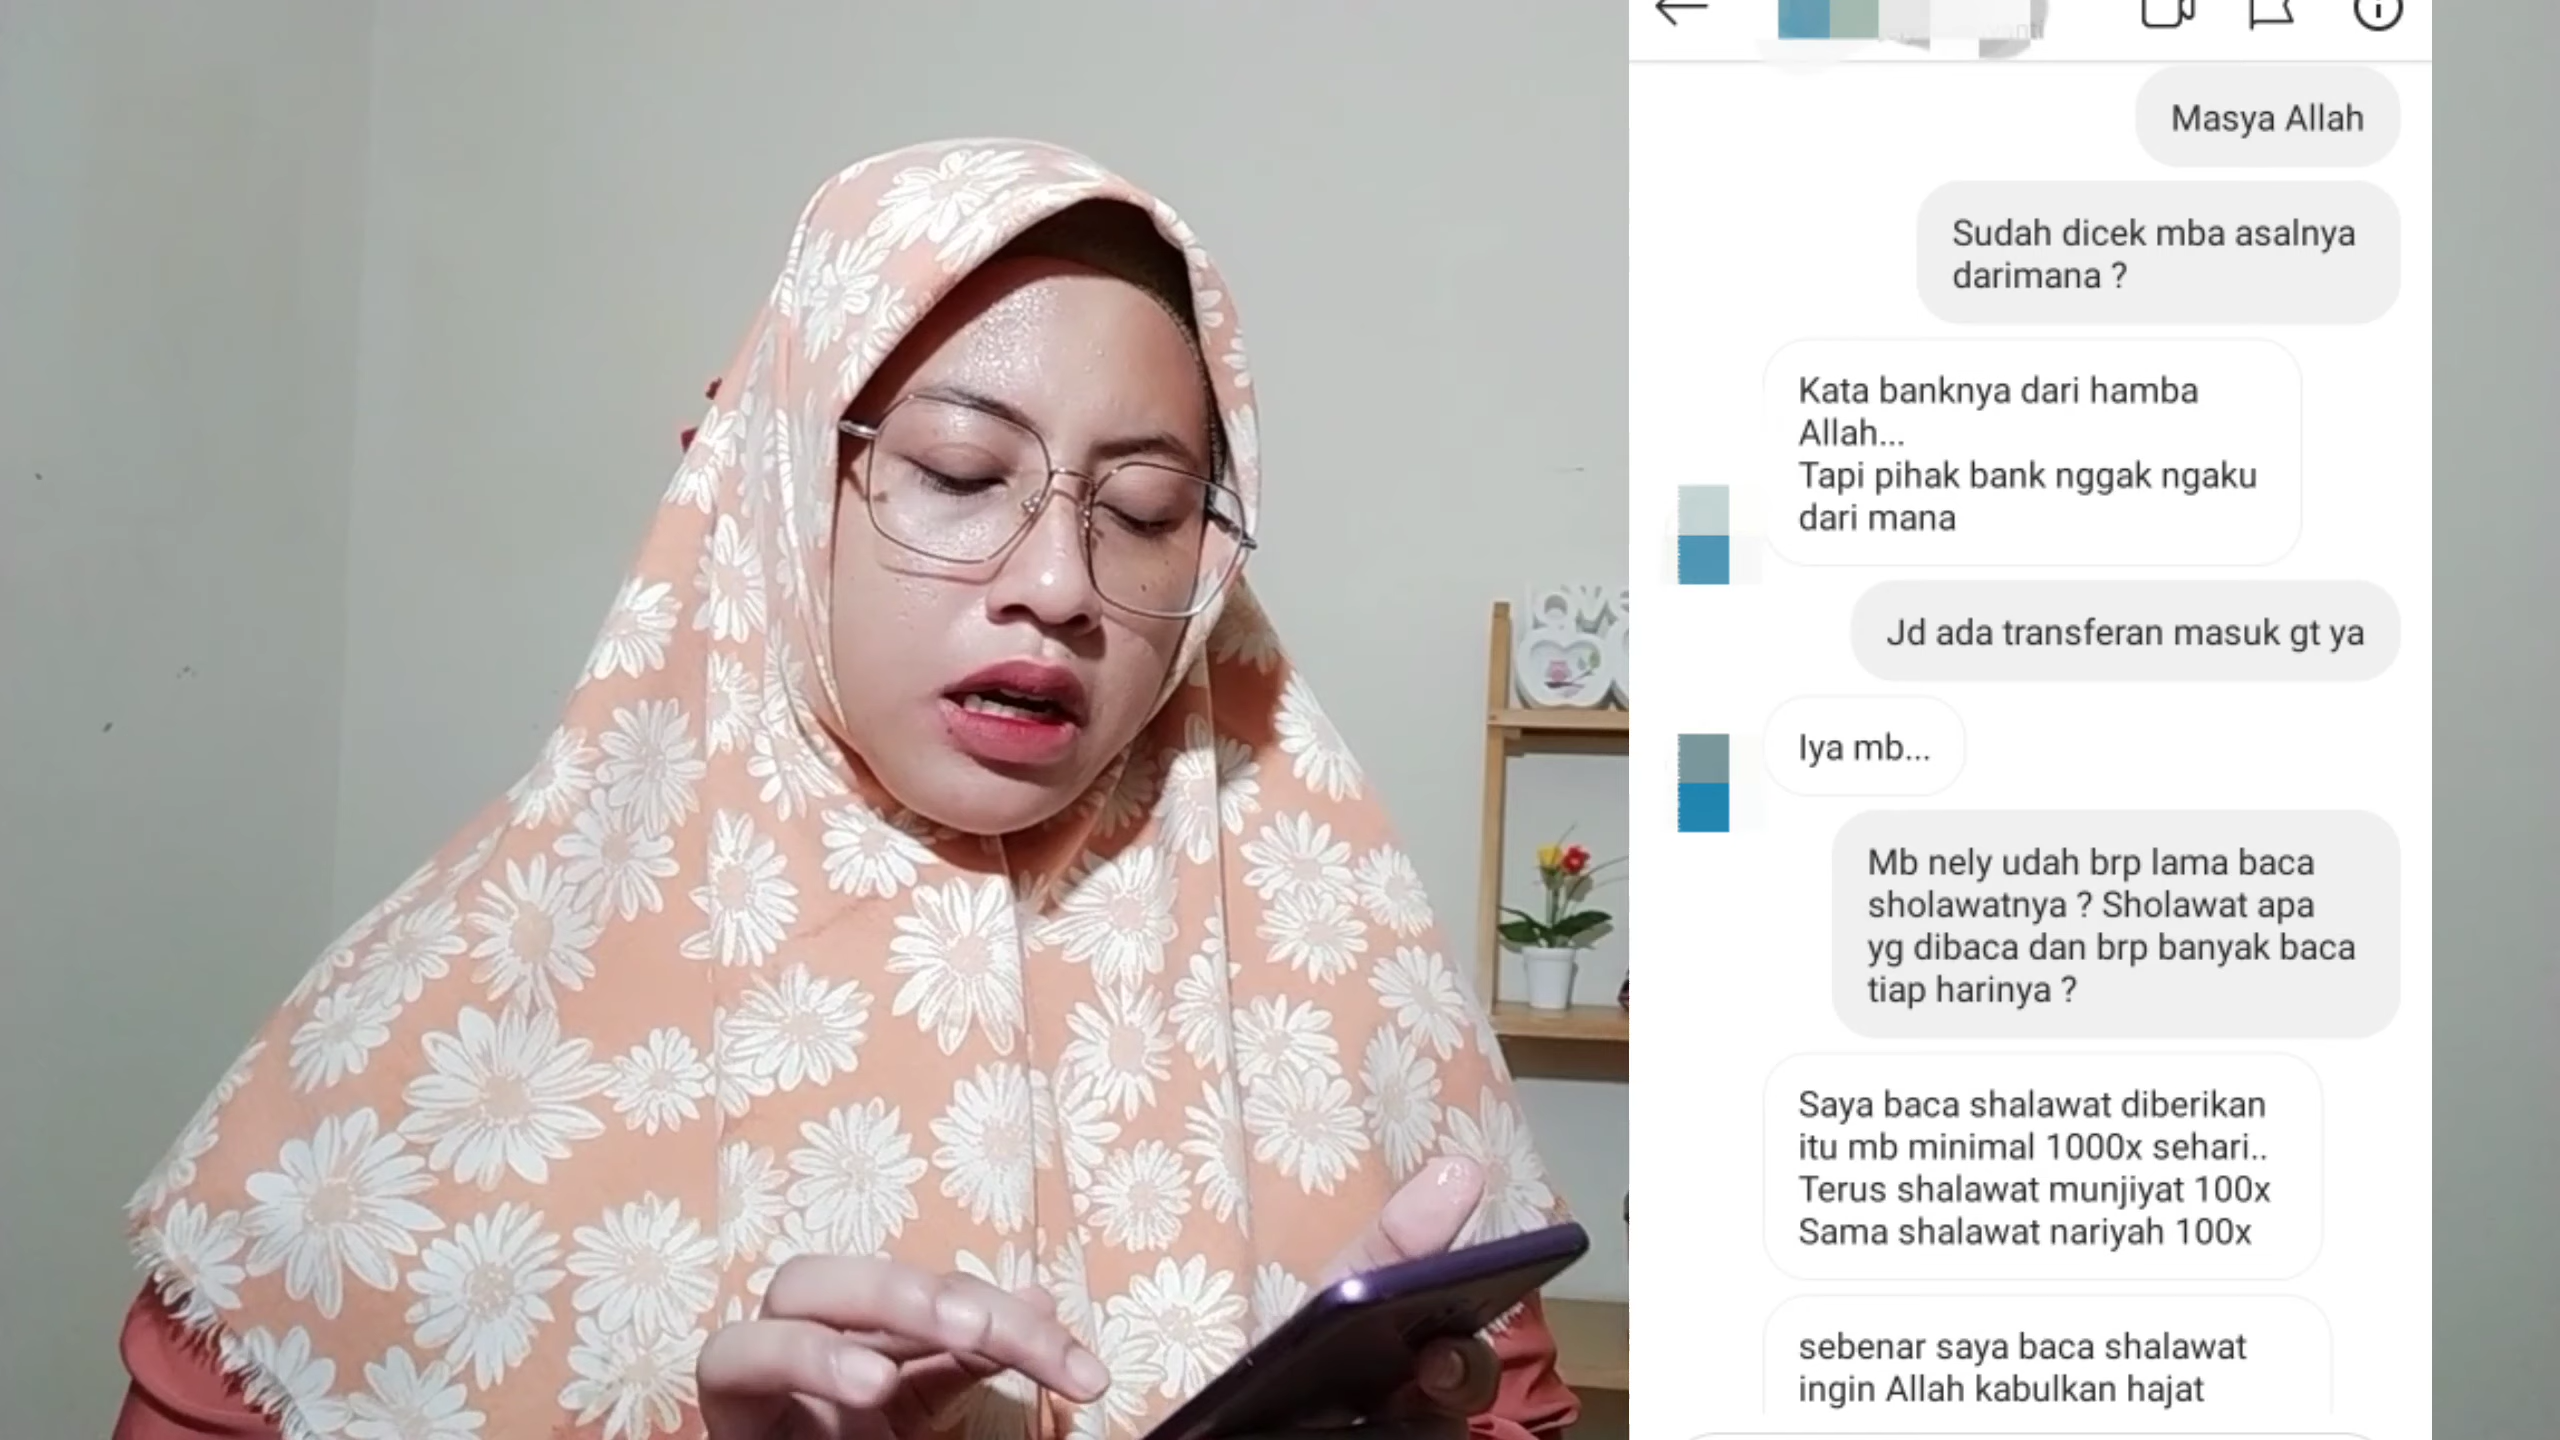 Masya Allah
Sudah dicek mba asalnya
darimana ?
Kata banknya dari hamba
Allah...
Tapi pihak bank nggak ngaku
dari mana
Jd ada transferan masuk gt ya
Iya mb...
Mb nely udah brp lama baca
sholawatnya ? Sholawat apa
yg dibaca dan brp banyak baca
tiap harinya ?
Saya baca shalawat diberikan
itu mb minimal 1000x sehari..
Terus shalawat munjiyat 100x
Sama shalawat nariyah 100x
sebenar saya baca shalawat
ingin Allah kabulkan hajat